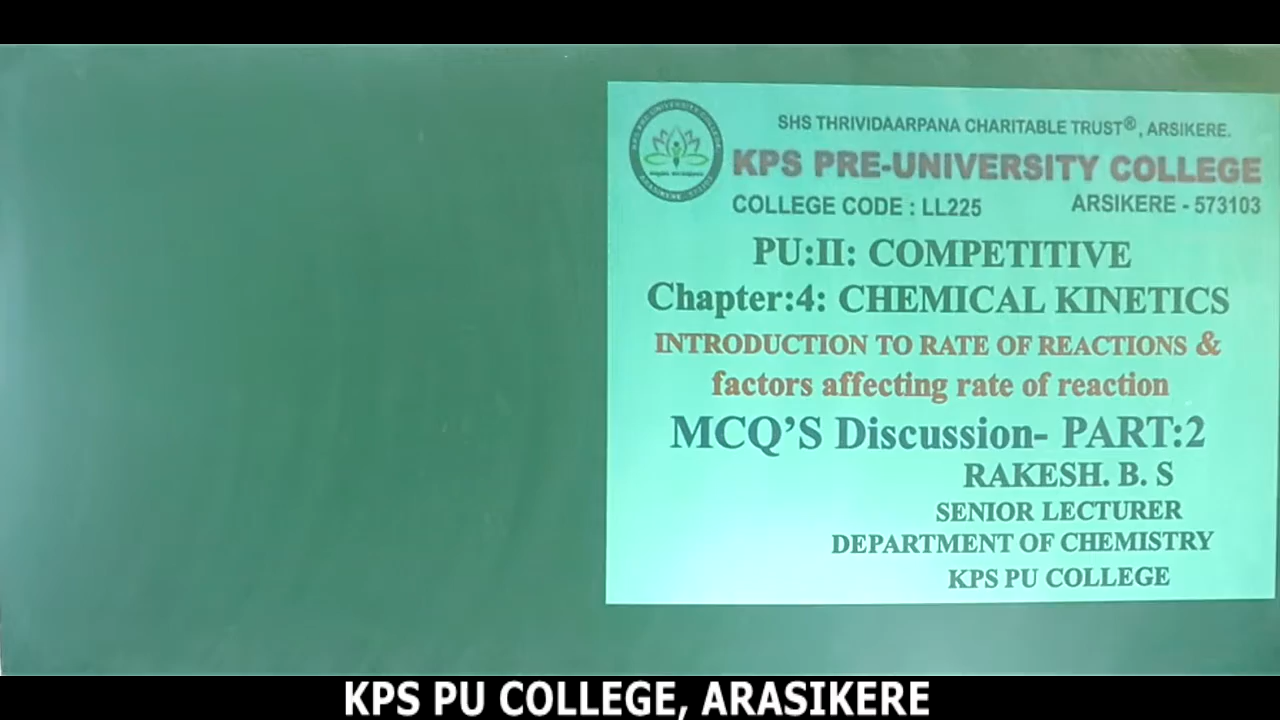 SHS THRIVIDAARPANA CHARITABLE TRUST®, ARSIKERE.
KPS PRE-UNIVERSITY COLLEGE
COLLEGE CODE : LL225 ARSIKERE - 573103
PU:II: COMPETITIVE
Chapter:4: CHEMICAL KINETICS
INTRODUCTION TO RATE OF REACTIONS &
factors affecting rate of reaction
MCQ'S Discussion- PART:2
RAKESH. B. S
SENIOR LECTURER
DEPARTMENT OF CHEMISTRY
KPS PU COLLEGE
KPS PU COLLEGE, ARASIKERE